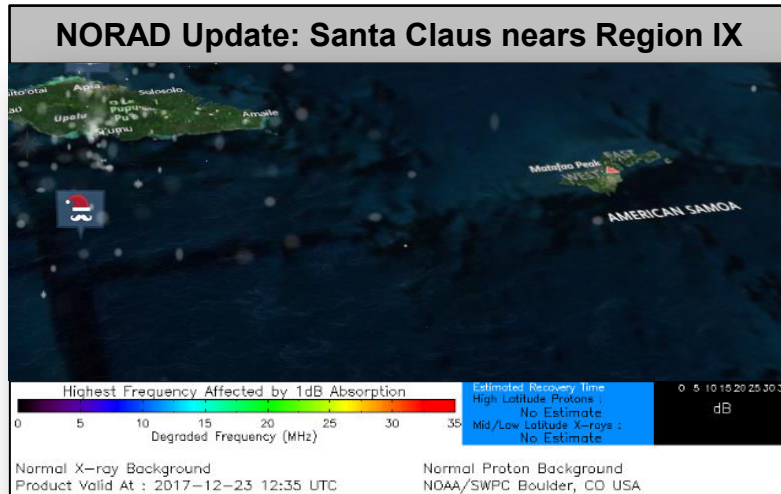 NORAD Update: Santa Claus nears Region IX
Apia
Solosolo
Upolu
Amaile
Matafao Peak
EAST
WEST
AMERICAN SAMOA
Highest Frequency Affected by 1dB Absorption
0 5 10 15 20 25 30 35
Degraded Frequency (MHz)
Estimated Recovery Time
High Latitude Protons :
No Estimate
Mid/Low Latitude X-rays :
No Estimate
0 5 10 15 20 25 30
dB
Normal X-ray Background
Product Valid At : 2017-12-23 12:35 UTC
Normal Proton Background
NOAA/SWPC Boulder, CO USA